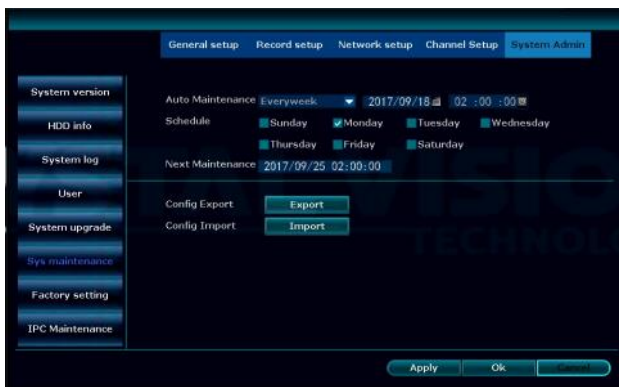 General setup Record setup Network setup Channel Setup System Admin
System version
HDD info
System log
User
System upgrade
Sys maintenance
Factory setting
IPC Maintenance
Auto Maintenance Everyweek 2017/09/18 02 :00 :00
Schedule Sunday Monday Tuesday Wednesday
Thursday Friday Saturday
Next Maintenance 2017/09/25 02:00:00
Config Export Export
Config Import Import
TECHNOL
Apply Ok Cancel